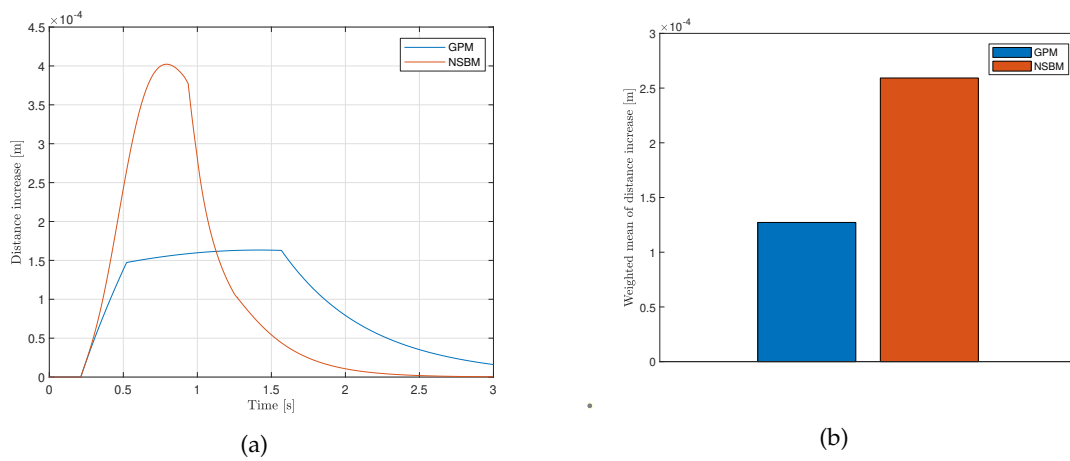 ×10⁻⁴
4.5
4
3.5
3
2.5
2
1.5
1
0.5
0
Distance increase [m]
0 0.5 1 1.5 2 2.5 3
Time [s]
GPM
NSBM
(a)
×10⁻⁴
3
2.5
2
1.5
1
0.5
0
Weighted mean of distance increase [m]
GPM
NSBM
(b)